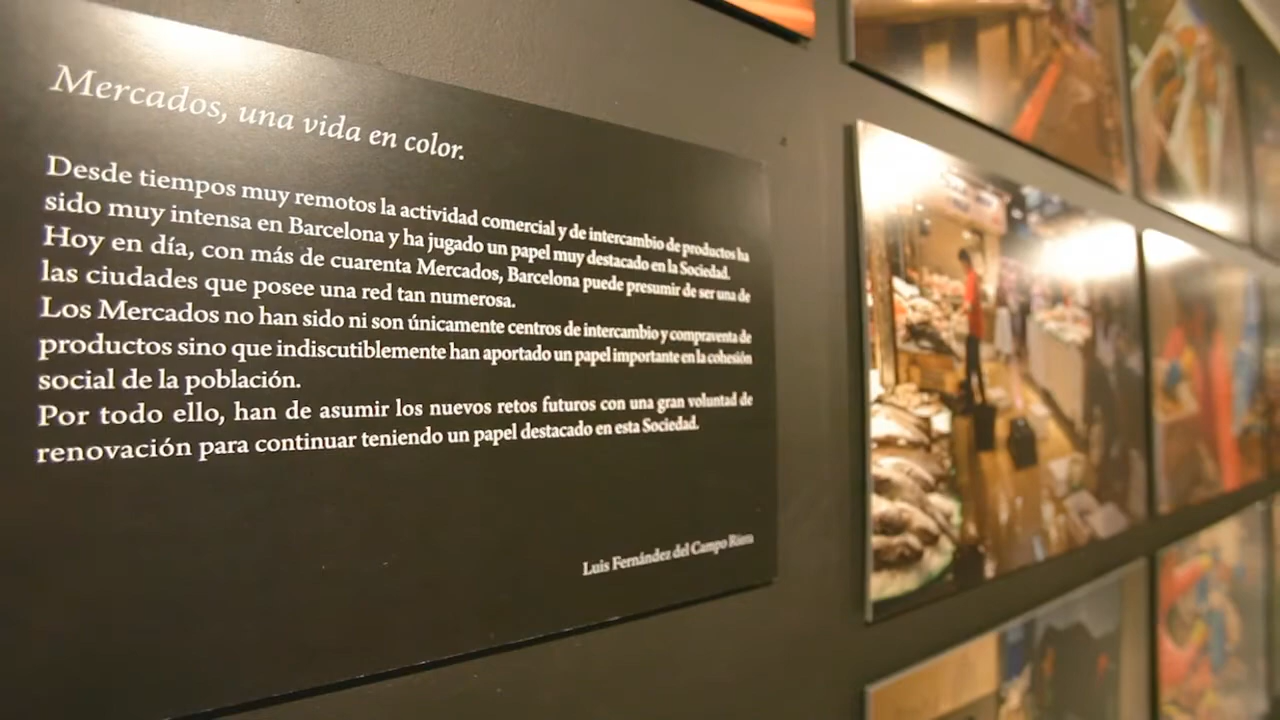 Mercados, una vida en color.
Desde tiempos muy remotos la actividad comercial y de intercambio de productos ha
sido muy intensa en Barcelona y ha jugado un papel muy destacado en la Sociedad.
Hoy en día, con más de cuarenta Mercados, Barcelona puede presumir de ser una de
las ciudades que posee una red tan numerosa.
Los Mercados no han sido ni son únicamente centros de intercambio y compraventa de
productos sino que indiscutiblemente han aportado un papel importante en la cohesión
social de la población.
Por todo ello, han de asumir los nuevos retos futuros con una gran voluntad de
renovación para continuar teniendo un papel destacado en esta Sociedad.
Luis Fernández del Campo Riera